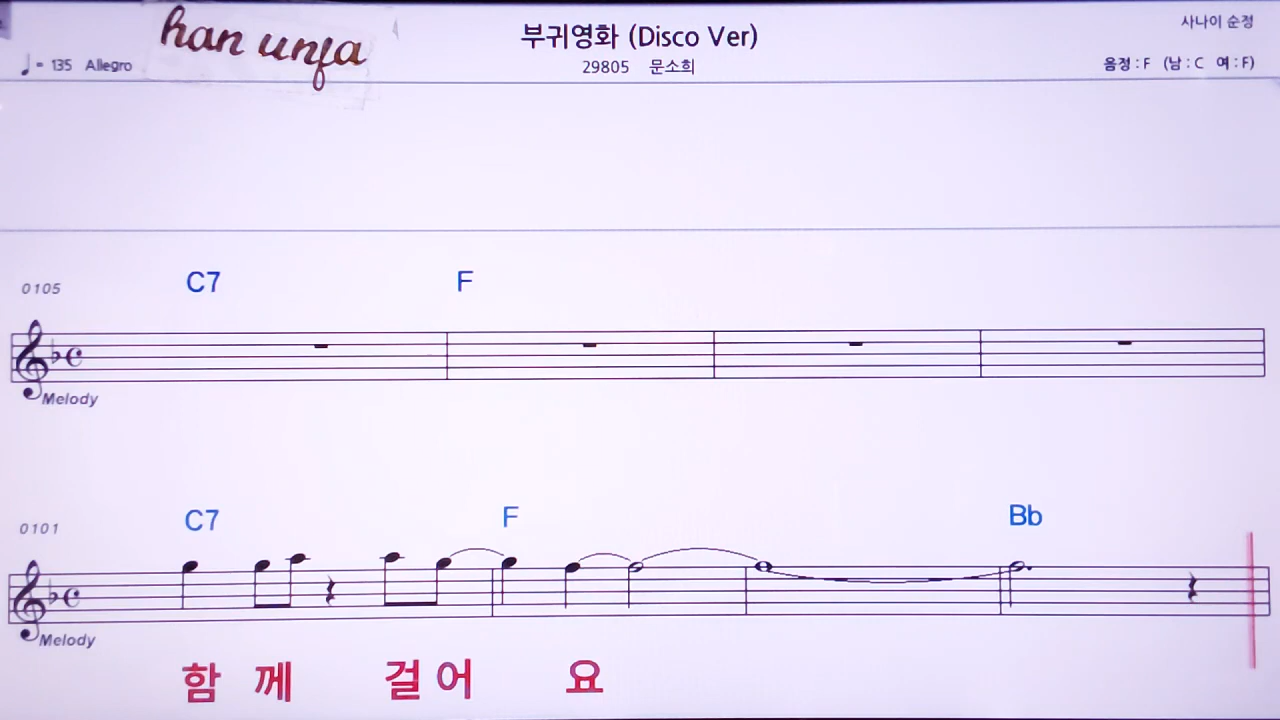 han unfa
부귀영화 (Disco Ver)
사나이 순정
♩= 135 Allegro
29805 문소희
음정 : F (남 : C 여 : F)
0105
C7 F
Melody
0101
C7 F Bb
Melody
함 께 걸 어 요